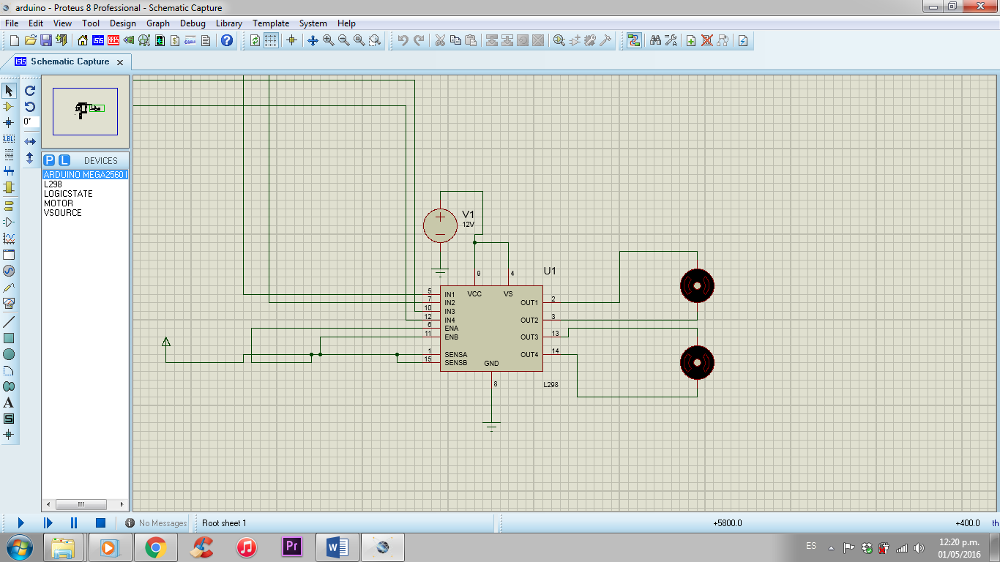 arduino - Proteus 8 Professional - Schematic Capture
File Edit View Tool Design Graph Debug Library Template System Help
ISIS ARES $ ?
ISIS Schematic Capture
0°
LBL
P L DEVICES
ARDUINO MEGA2560
L298
LOGICSTATE
MOTOR
VSOURCE
A
S
V1
12V
U1
9 4
VCC VS
5 IN1
7 IN2 OUT1 2
10 IN3
12 IN4 OUT2 3
6 ENA
11 ENB OUT3 13
1 SENSA OUT4 14
15 SENSB GND
8
L298
No Messages Root sheet 1 +5800.0 +400.0 th
Pr W ES 12:20 p.m.
01/05/2016